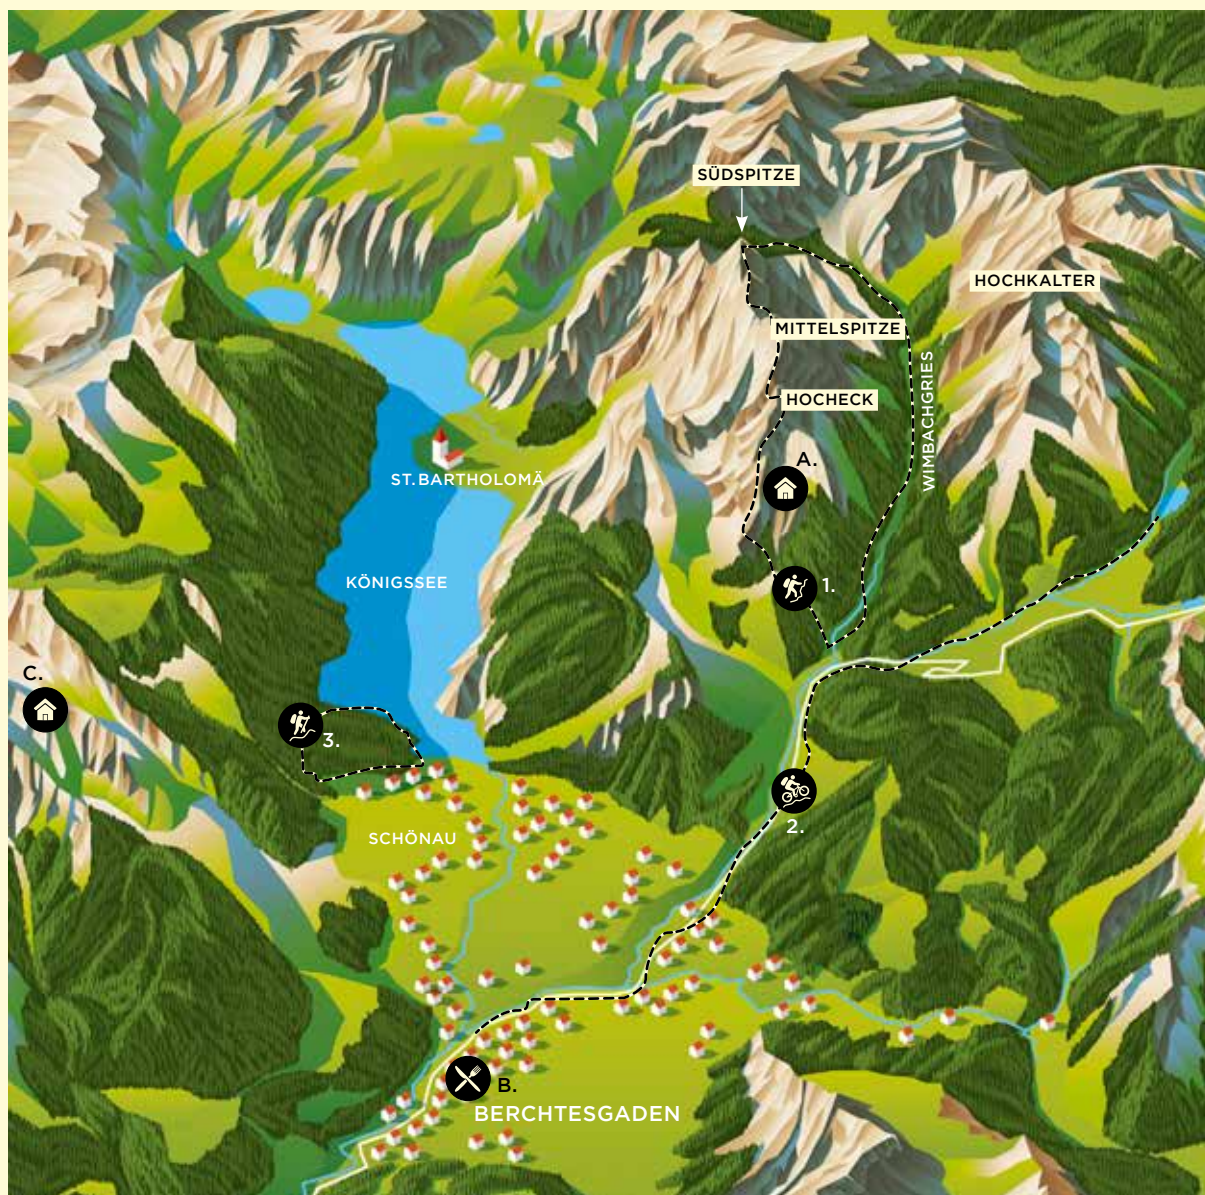 SÜDSPITZE
HOCHKALTER
MITTELSPITZE
HOCHECK
WIMBACHGRIES
A.
ST. BARTHOLOMÄ
KÖNIGSSEE
1.
C.
3.
2.
SCHÖNAU
B.
BERCHTESGADEN